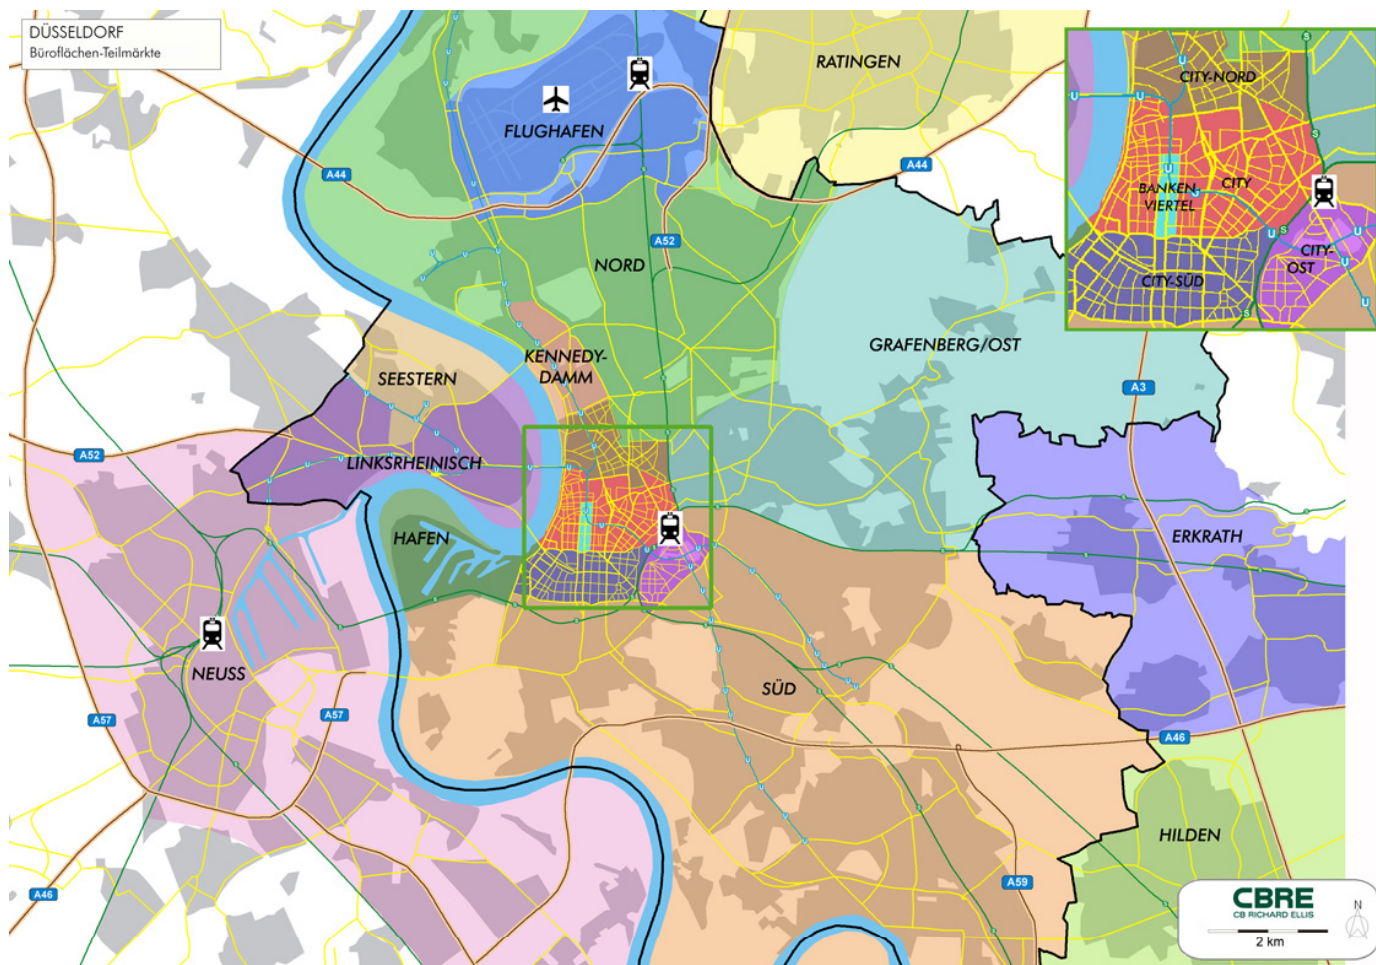 DÜSSELDORF
Büroflächen-Teilmärkte
RATINGEN
CITY-NORD
FLUGHAFEN
A44
A44
BANKEN-
VIERTEL
CITY
A52
NORD
CITY-
OST
CITY-SÜD
KENNEDY-
DAMM
GRAFENBERG/OST
SEESTERN
A3
A52
LINKSRHEINISCH
HAFEN
ERKRATH
NEUSS
SÜD
A57
A57
A46
HILDEN
A59
A46
CBRE
CB RICHARD ELLIS
N
2 km